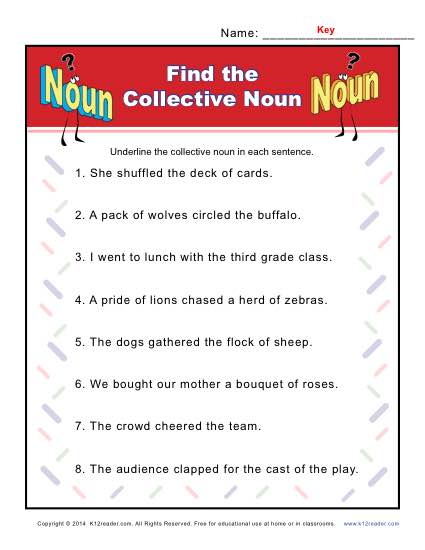 Name: ____________________ Key
Noun
Find the
Collective Noun
Noun
Underline the collective noun in each sentence.
1. She shuffled the deck of cards.
2. A pack of wolves circled the buffalo.
3. I went to lunch with the third grade class.
4. A pride of lions chased a herd of zebras.
5. The dogs gathered the flock of sheep.
6. We bought our mother a bouquet of roses.
7. The crowd cheered the team.
8. The audience clapped for the cast of the play.
Copyright © 2014 K12reader.com. All Rights Reserved. Free for educational use at home or in classrooms. www.k12reader.com